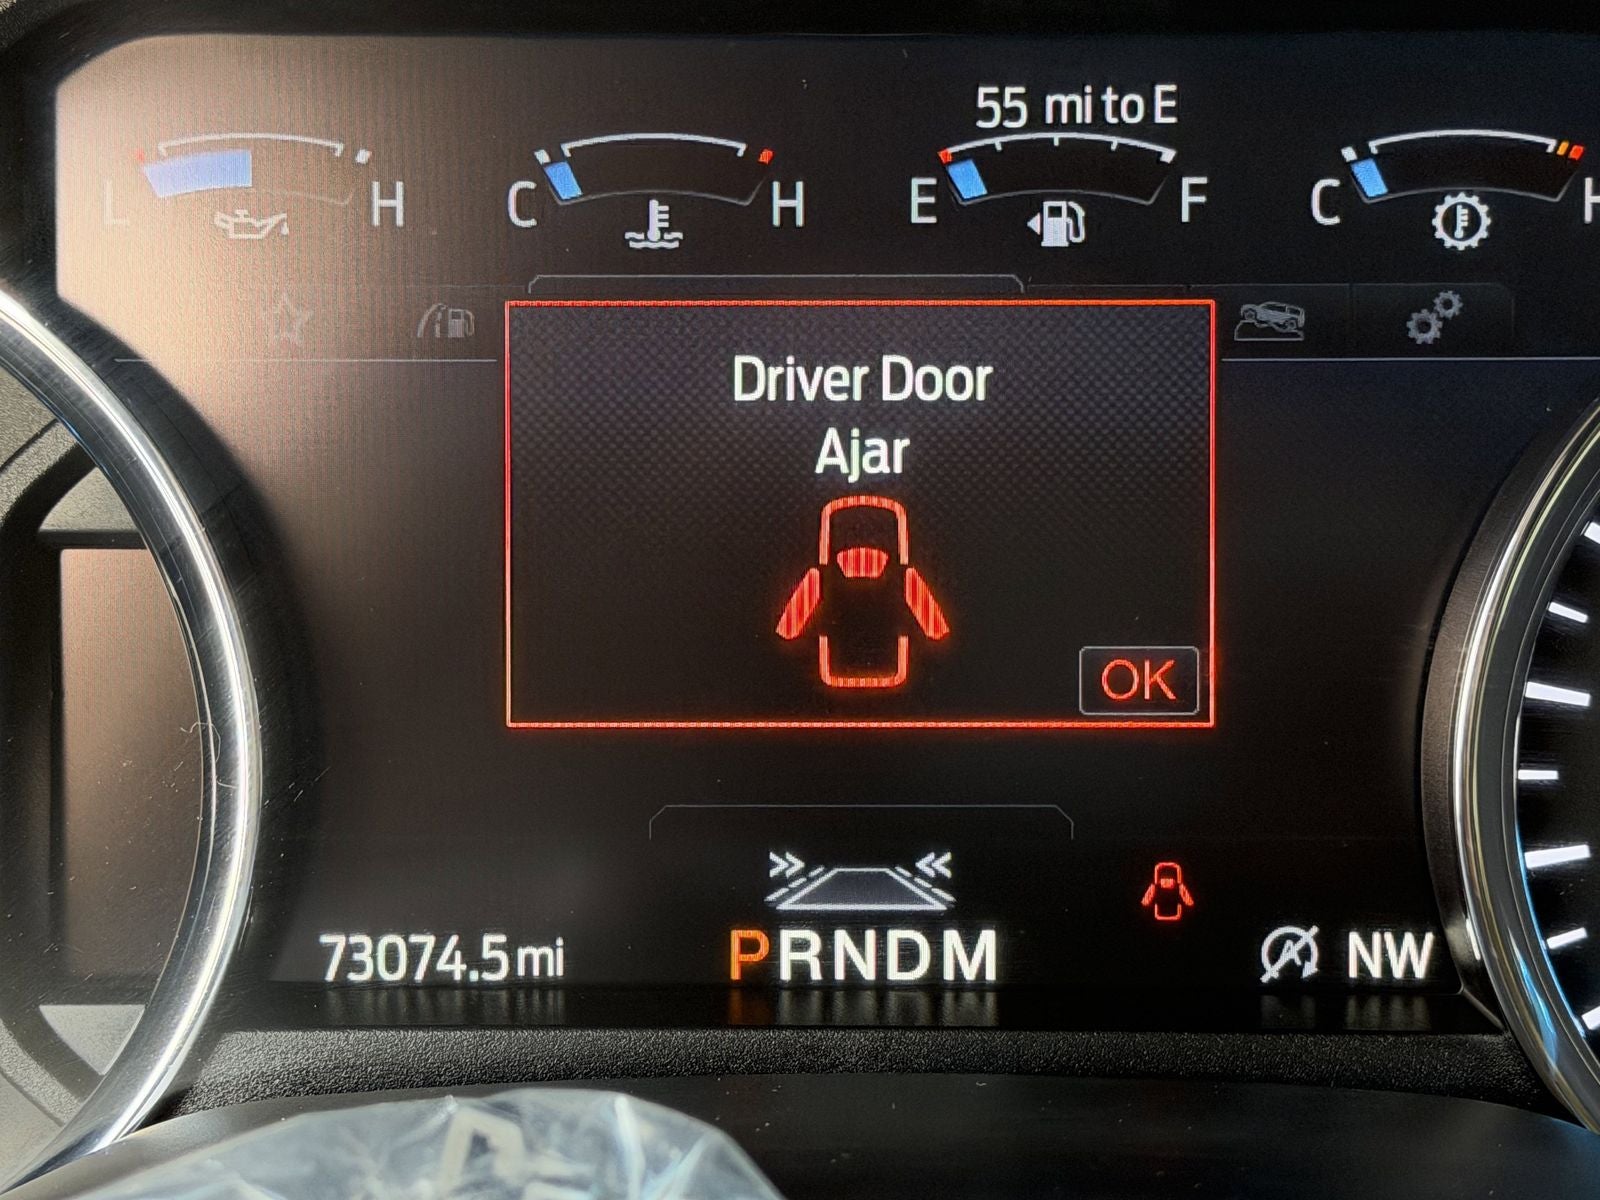 55 mi to E
L H C H E F C H
Driver Door
Ajar
OK
73074.5 mi PRNDM A NW